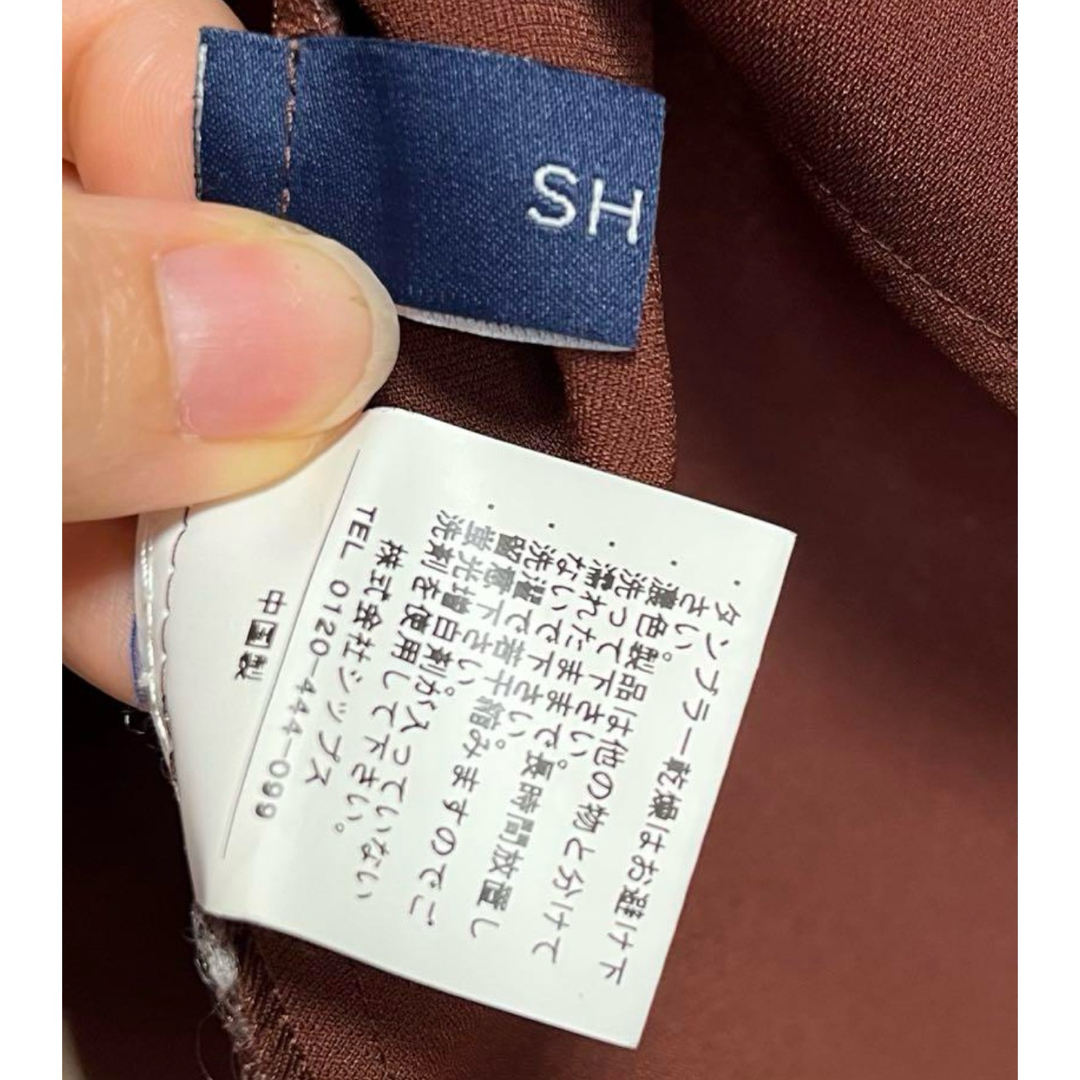 SH
・タンブラー乾燥はお避け下
さい。
・濃色製品は他の物と分けて
洗って下さい。
・濡れたままで長時間放置し
ないで下さい。
・洗濯で若干縮みますのでご
留意下さい。
・蛍光増白剤が入っていない
洗剤を使用して下さい。
株式会社シップス
TEL 0120-444-099
中国製